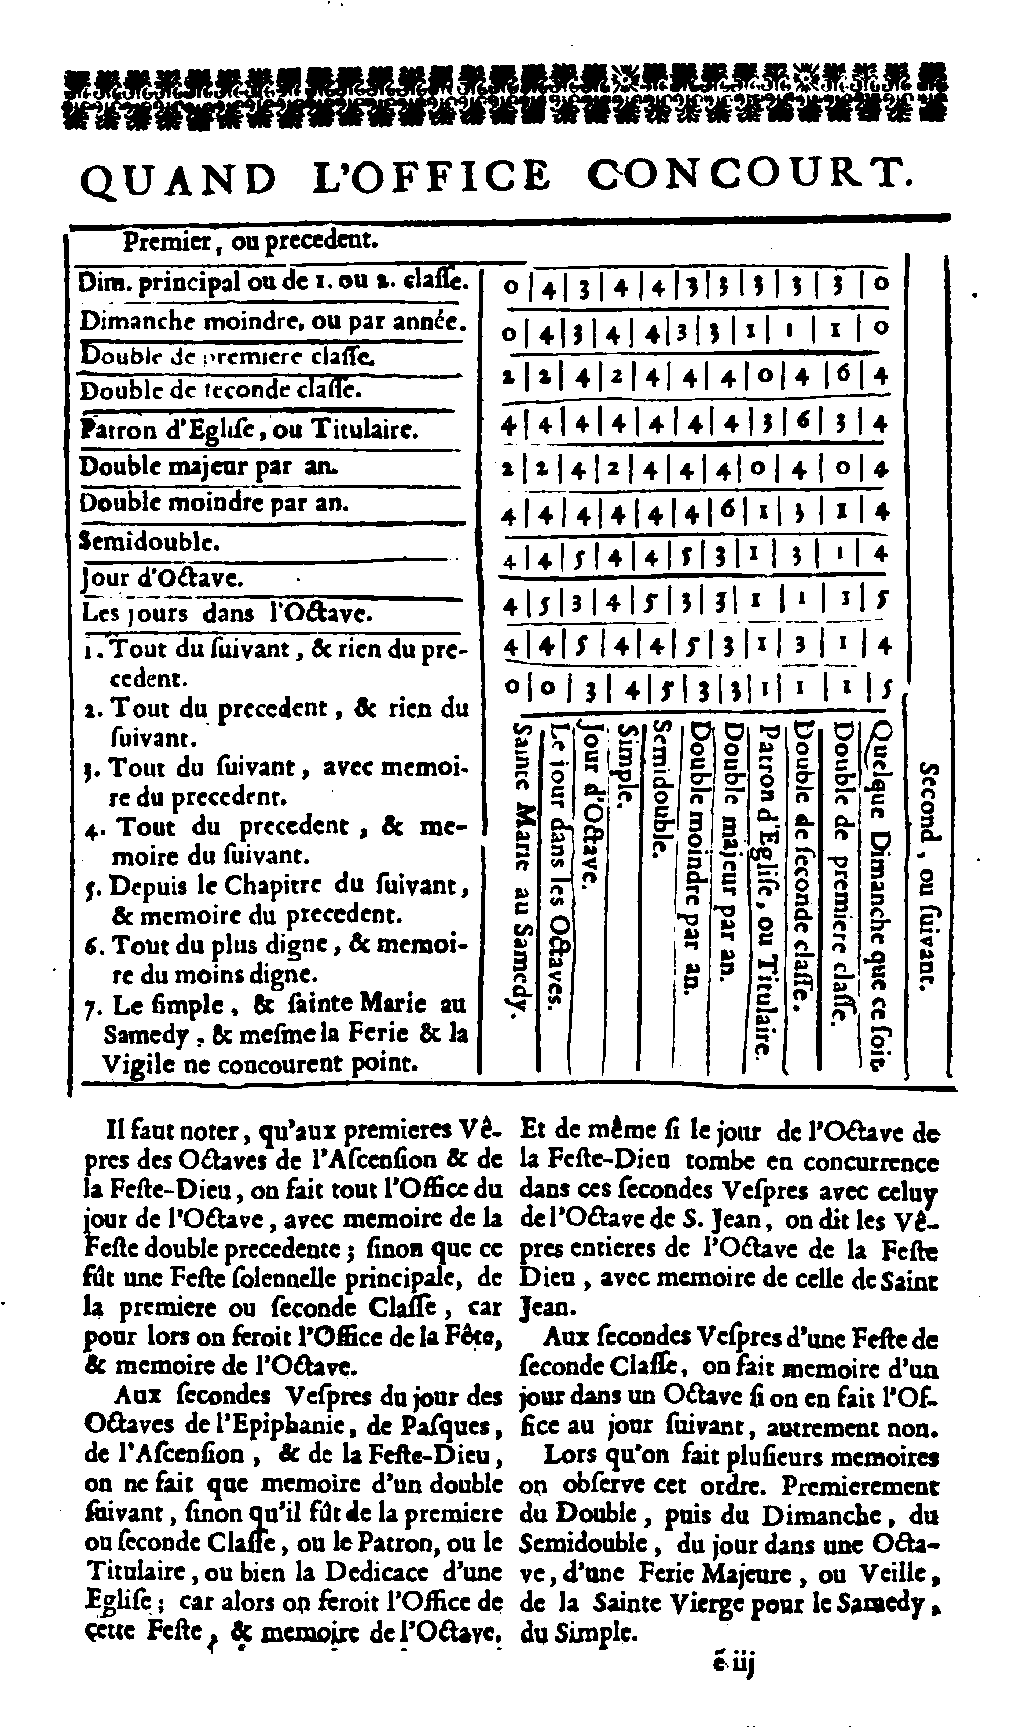 QUAND L'OFFICE CONCOURT.
Premier, ou precedent.
Dim. principal ou de 1. ou 2. claſſe.
Dimanche moindre, ou par année.
Double de premiere claſſe.
Double de ſeconde claſſe.
Patron d'Egliſe, ou Titulaire.
Double majeur par an.
Double moindre par an.
Semidouble.
Jour d'Octave.
Les jours dans l'Octave.
1. Tout du ſuivant, & rien du pre-
cedent.
2. Tout du precedent, & rien du
ſuivant.
3. Tout du ſuivant, avec memoi-
re du precedent.
4. Tout du precedent, & me-
moire du ſuivant.
5. Depuis le Chapitre du ſuivant,
& memoire du precedent.
6. Tout du plus digne, & memoi-
re du moins digne.
7. Le ſimple, & ſainte Marie au
Samedy, & meſme la Ferie & la
Vigile ne concourent point.
0 | 4 | 3 | 4 | 4 | 3 | 3 | 3 | 3 | 3 | 0
0 | 4 | 3 | 4 | 4 | 3 | 3 | 1 | 1 | 1 | 0
2 | 2 | 4 | 2 | 4 | 4 | 4 | 0 | 4 | 6 | 4
4 | 4 | 4 | 4 | 4 | 4 | 4 | 3 | 6 | 3 | 4
2 | 2 | 4 | 2 | 4 | 4 | 4 | 0 | 4 | 0 | 4
4 | 4 | 4 | 4 | 4 | 4 | 6 | 1 | 3 | 1 | 4
4 | 4 | 5 | 4 | 4 | 5 | 3 | 1 | 3 | 1 | 4
4 | 5 | 3 | 4 | 5 | 3 | 3 | 1 | 1 | 1 | 5
4 | 4 | 5 | 4 | 4 | 5 | 3 | 1 | 3 | 1 | 4
0 | 0 | 3 | 4 | 5 | 3 | 3 | 1 | 1 | 1 | 5
Sainte Marie au Samedy.
Le jour dans les Octaves.
Jour d'Octave.
Simple.
Semidouble.
Double moindre par an.
Double majeur par an.
Patron d'Egliſe, ou Titulaire.
Double de ſeconde claſſe.
Double de premiere claſſe.
Quelque Dimanche que ce ſoit
Second, ou ſuivant.
Il faut noter, qu'aux premieres Vê-
pres des Octaves de l'Aſcenſion & de
la Feſte-Dieu, on fait tout l'Office du
jour de l'Octave, avec memoire de la
Feſte double precedente; ſinon que ce
fût une Feſte ſolennelle principale, de
la premiere ou ſeconde Claſſe, car
pour lors on feroit l'Office de la Fête,
& memoire de l'Octave.
Aux ſecondes Veſpres du jour des
Octaves de l'Epiphanie, de Paſques,
de l'Aſcenſion, & de la Feſte-Dieu,
on ne fait que memoire d'un double
ſuivant, ſinon qu'il fût de la premiere
ou ſeconde Claſſe, ou le Patron, ou le
Titulaire, ou bien la Dedicace d'une
Egliſe; car alors on feroit l'Office de
cette Feſte, & memoire de l'Octave.
Et de même ſi le jour de l'Octave de
la Feſte-Dieu tombe en concurrence
dans ces ſecondes Veſpres avec celuy
de l'Octave de S. Jean, on dit les Vê-
pres entieres de l'Octave de la Feſte
Dieu, avec memoire de celle de Saint
Jean.
Aux ſecondes Veſpres d'une Feſte de
ſeconde Claſſe, on fait memoire d'un
jour dans un Octave ſi on en fait l'Of-
fice au jour ſuivant, autrement non.
Lors qu'on fait pluſieurs memoires
on obſerve cet ordre. Premierement
du Double, puis du Dimanche, du
Semidouble, du jour dans une Octa-
ve, d'une Ferie Majeure, ou Veille,
de la Sainte Vierge pour le Samedy,
du Simple.
ẽ iij